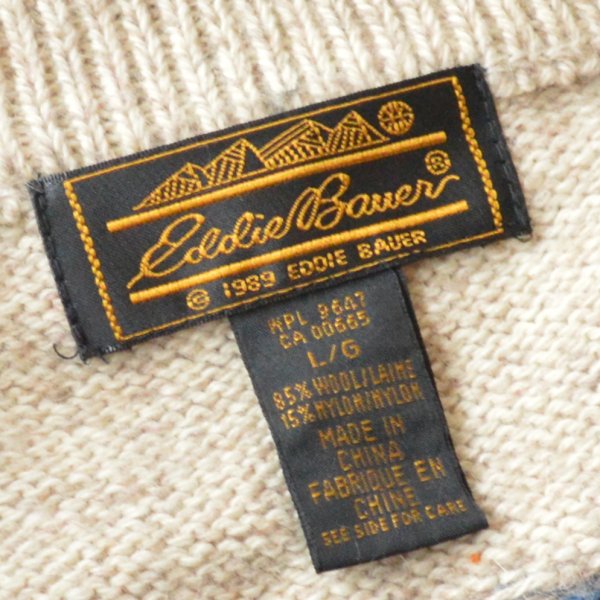 Eddie Bauer®
© 1989 EDDIE BAUER
WPL 9647
CA 00665
L/G
85% WOOL/LAINE
15% NYLON/NYLON
MADE IN
CHINA
FABRIQUE EN
CHINE
SEE SIDE FOR CARE